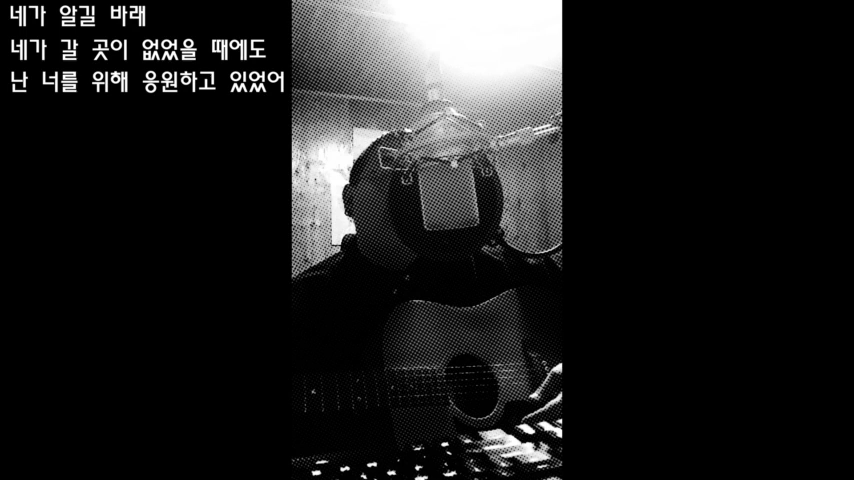 네가 알길 바래
네가 갈 곳이 없었을 때에도
난 너를 위해 응원하고 있었어